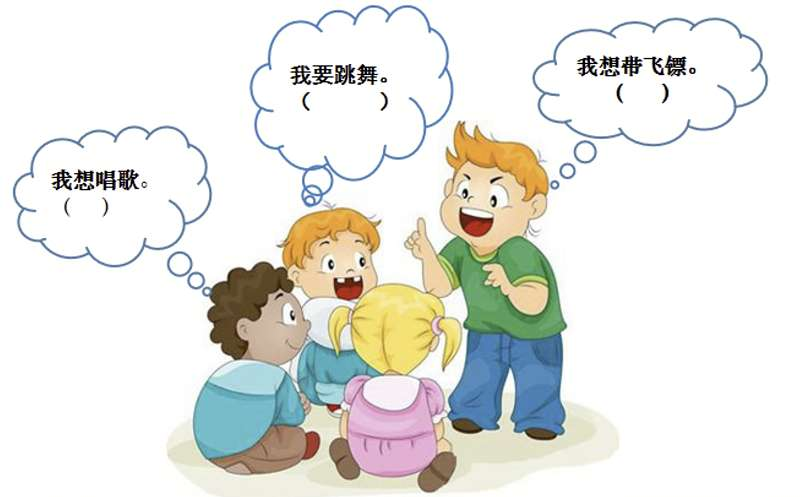 我想唱歌。
（ ）
我要跳舞。
（ ）
我想带飞镖。
（ ）